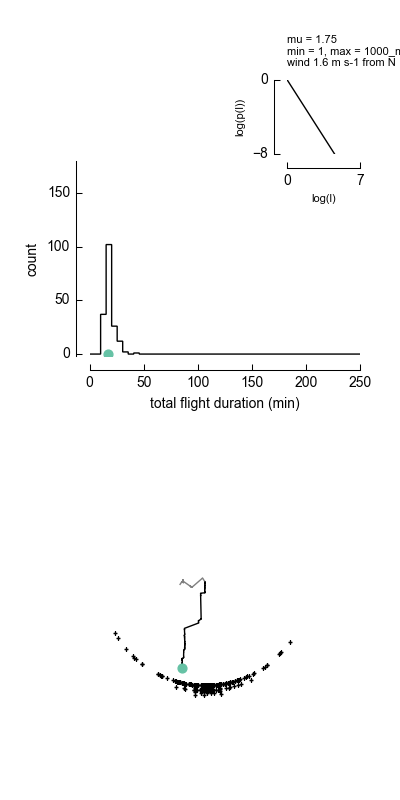 mu = 1.75
min = 1, max = 1000_m
wind 1.6 m s-1 from N
0
log(p(l))
−8
0 7
log(l)
150
100
count
50
0
0 50 100 150 200 250
total flight duration (min)